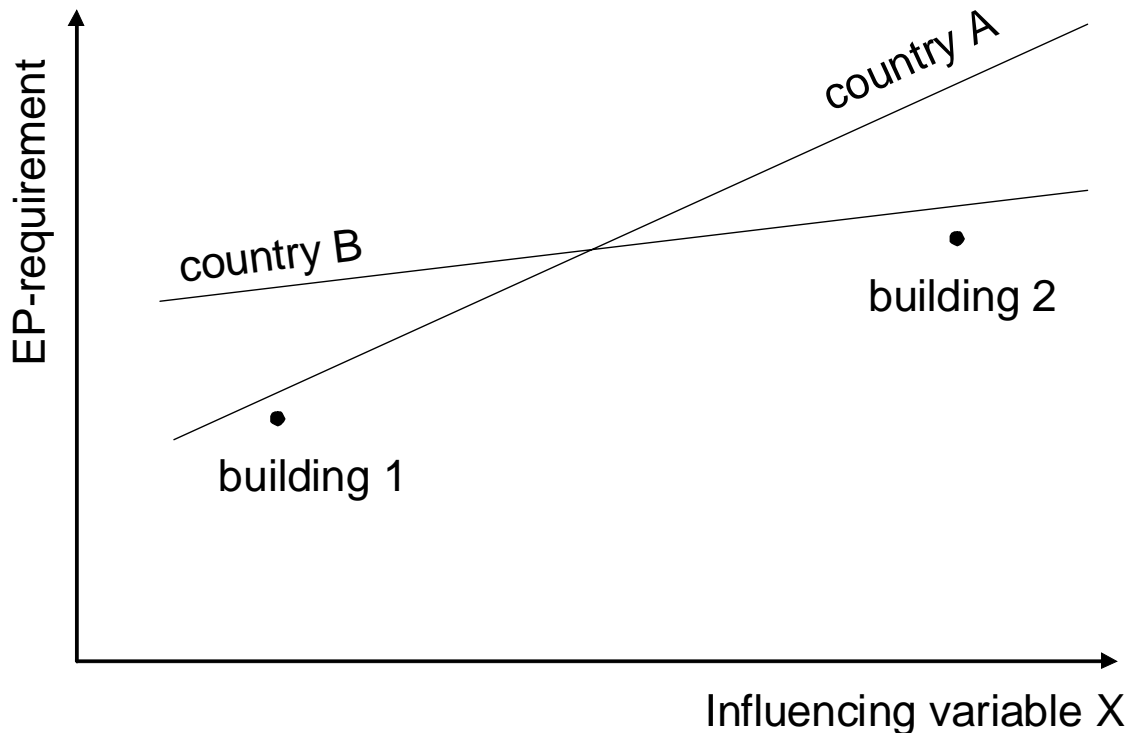 EP-requirement
country A
country B
building 2
building 1
Influencing variable X